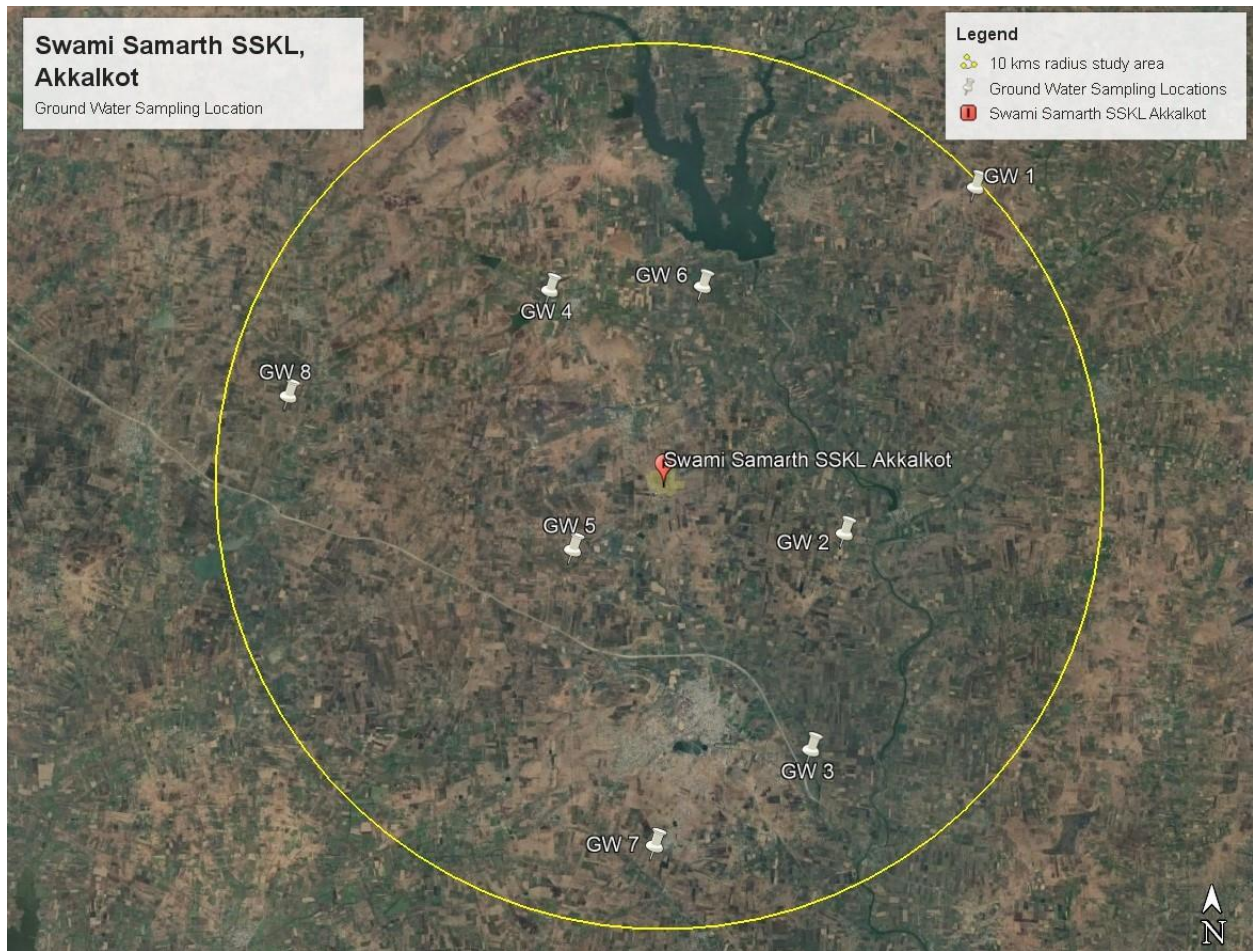 Swami Samarth SSKL,
Akkalkot
Ground Water Sampling Location
Legend
10 kms radius study area
Ground Water Sampling Locations
Swami Samarth SSKL Akkalkot
GW 1
GW 6
GW 4
GW 8
Swami Samarth SSKL Akkalkot
GW 5
GW 2
GW 3
GW 7
N